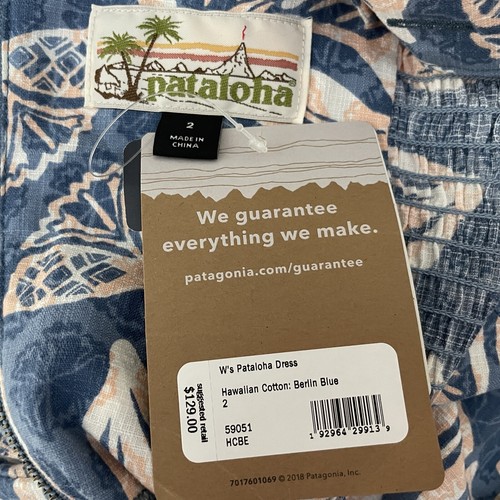 pataloha
2
MADE IN
CHINA
We guarantee
everything we make.
patagonia.com/guarantee
W's Pataloha Dress
Hawaiian Cotton: Berlin Blue
2
59051
HCBE
suggested retail
$129.00
1 92964 29913 9
7017601069 © 2018 Patagonia, Inc.